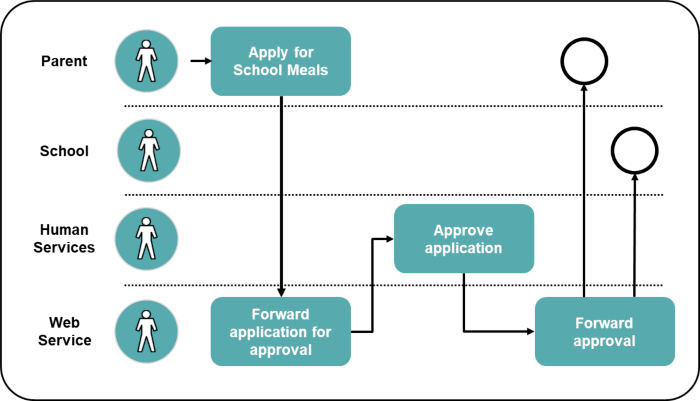 Parent
Apply for
School Meals
School
Human
Services
Approve
application
Web
Service
Forward
application for
approval
Forward
approval